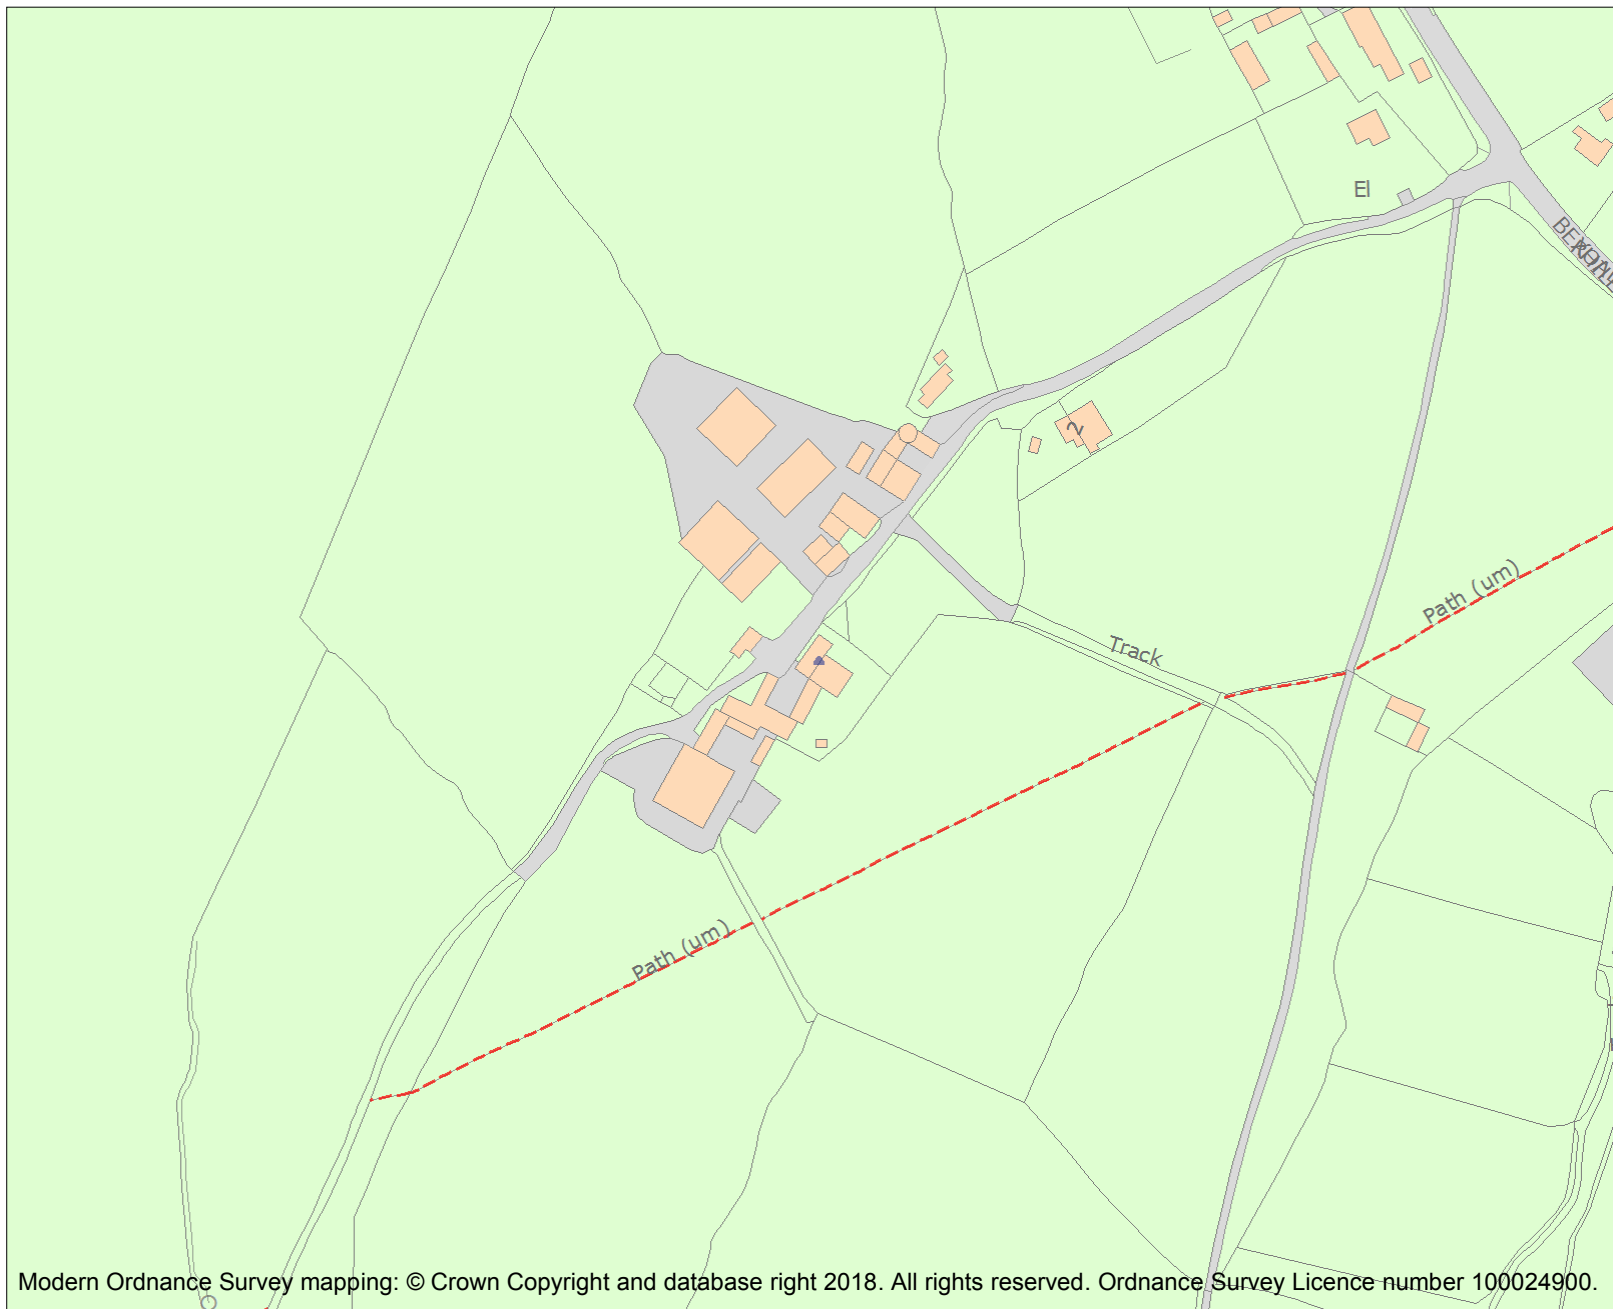 El
2
Path (um)
Track
Path (um)
Modern Ordnance Survey mapping: © Crown Copyright and database right 2018. All rights reserved. Ordnance Survey Licence number 100024900.